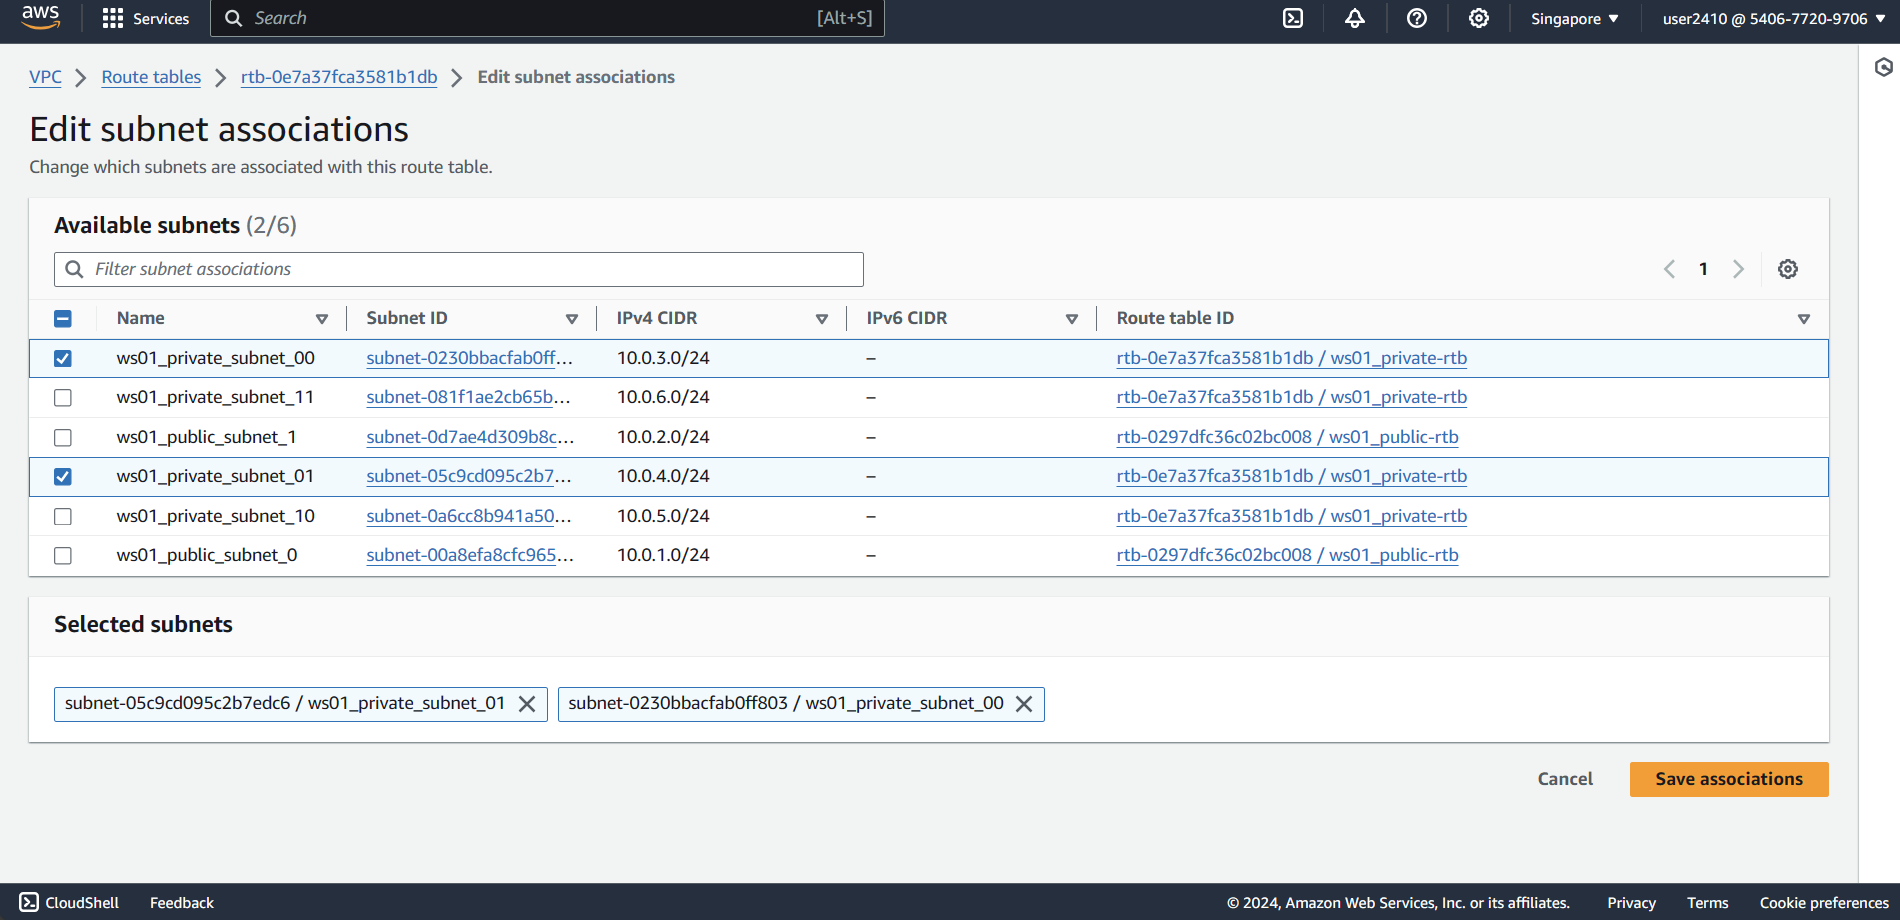 aws Services Search [Alt+S] Singapore ▼ user2410 @ 5406-7720-9706 ▼
VPC > Route tables > rtb-0e7a37fca3581b1db > Edit subnet associations
Edit subnet associations
Change which subnets are associated with this route table.
Available subnets (2/6)
Filter subnet associations
1
Name Subnet ID IPv4 CIDR IPv6 CIDR Route table ID
ws01_private_subnet_00 subnet-0230bbacfab0ff... 10.0.3.0/24 – rtb-0e7a37fca3581b1db / ws01_private-rtb
ws01_private_subnet_11 subnet-081f1ae2cb65b... 10.0.6.0/24 – rtb-0e7a37fca3581b1db / ws01_private-rtb
ws01_public_subnet_1 subnet-0d7ae4d309b8c... 10.0.2.0/24 – rtb-0297dfc36c02bc008 / ws01_public-rtb
ws01_private_subnet_01 subnet-05c9cd095c2b7... 10.0.4.0/24 – rtb-0e7a37fca3581b1db / ws01_private-rtb
ws01_private_subnet_10 subnet-0a6cc8b941a50... 10.0.5.0/24 – rtb-0e7a37fca3581b1db / ws01_private-rtb
ws01_public_subnet_0 subnet-00a8efa8cfc965... 10.0.1.0/24 – rtb-0297dfc36c02bc008 / ws01_public-rtb
Selected subnets
subnet-05c9cd095c2b7edc6 / ws01_private_subnet_01 subnet-0230bbacfab0ff803 / ws01_private_subnet_00
Cancel Save associations
CloudShell Feedback © 2024, Amazon Web Services, Inc. or its affiliates. Privacy Terms Cookie preferences